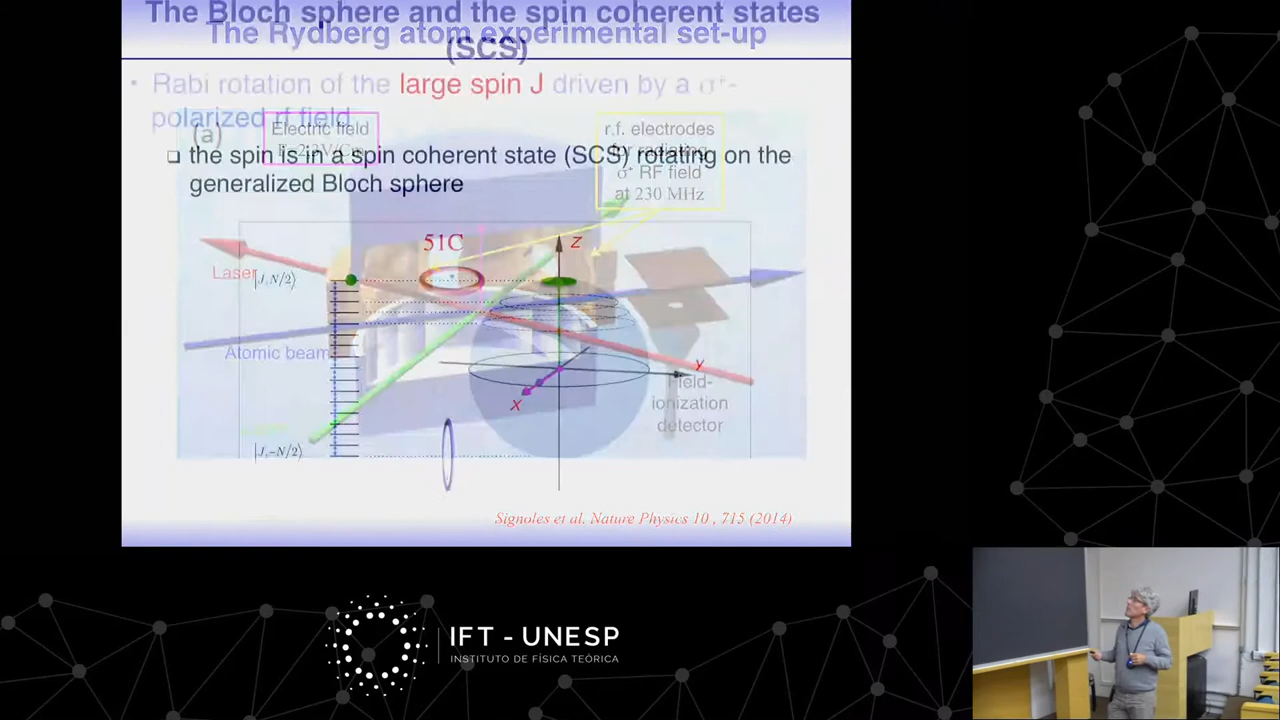 The Bloch sphere and the spin coherent states
(SCS)
The Rydberg atom experimental set-up
• Rabi rotation of the large spin J driven by a σ⁺-
polarized rf field
(a)
Electric field
r.f. electrodes
for radiating
σ⁺ RF field
at 230 MHz
❑ the spin is in a spin coherent state (SCS) rotating on the
generalized Bloch sphere
51C
z
Laser
|J,N/2⟩
Atomic beam
y
x
Field-
ionization
detector
|J,−N/2⟩
Signoles et al. Nature Physics 10 , 715 (2014)
IFT - UNESP
INSTITUTO DE FÍSICA TEÓRICA